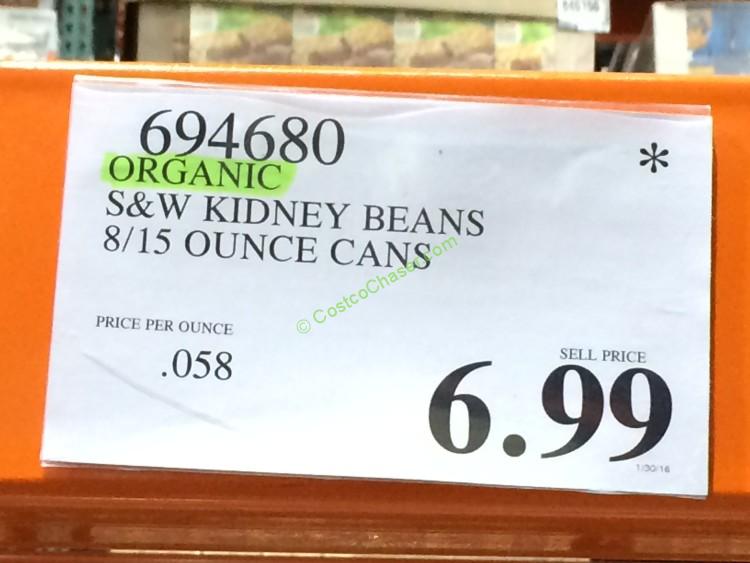 646156
694680
*
ORGANIC
S&W KIDNEY BEANS
8/15 OUNCE CANS
© CostcoChaser.com
PRICE PER OUNCE
.058
SELL PRICE
6.99
1/30/16